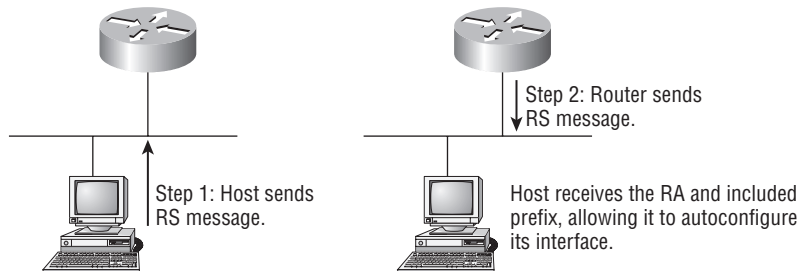 Step 1: Host sends
RS message.
Step 2: Router sends
RS message.
Host receives the RA and included
prefix, allowing it to autoconfigure
its interface.